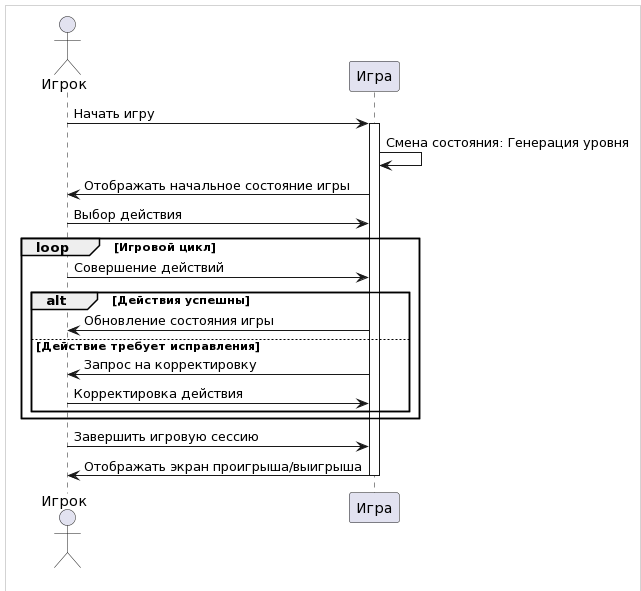 Игрок
Игра
Начать игру
Смена состояния: Генерация уровня
Отображать начальное состояние игры
Выбор действия
loop [Игровой цикл]
Совершение действий
alt [Действия успешны]
Обновление состояния игры
[Действие требует исправления]
Запрос на корректировку
Корректировка действия
Завершить игровую сессию
Отображать экран проигрыша/выигрыша
Игрок
Игра